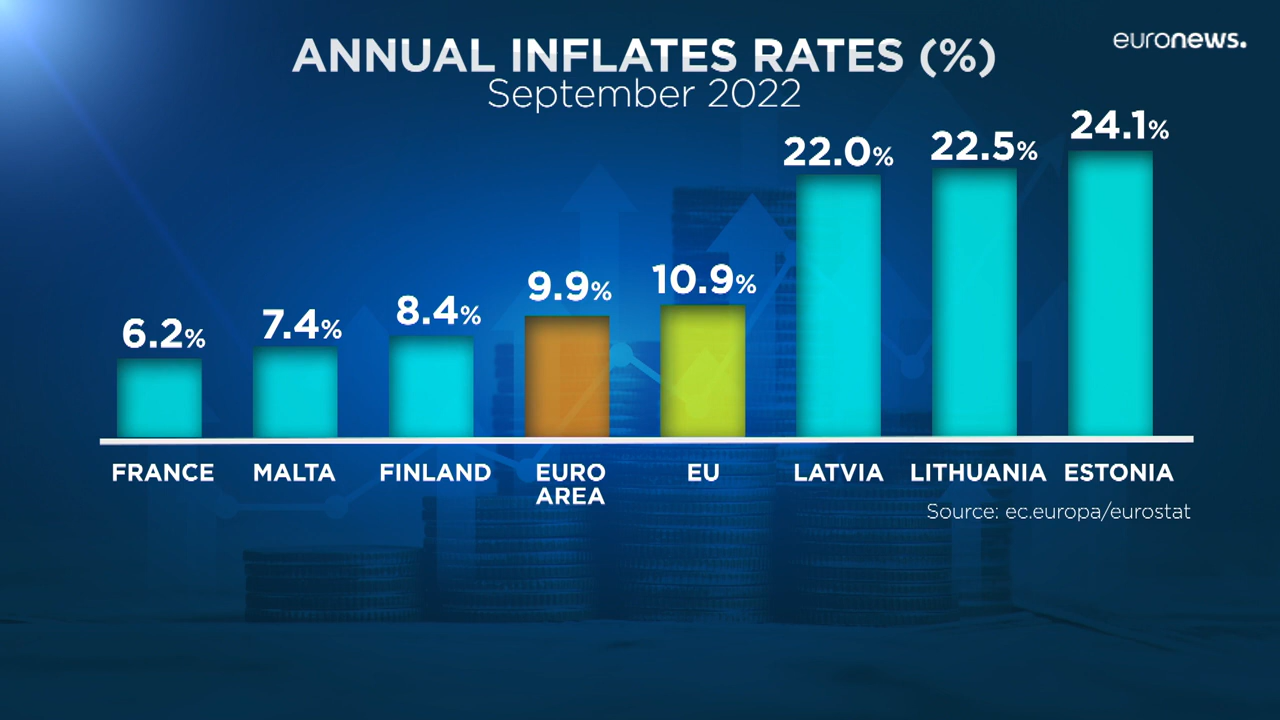 ANNUAL INFLATES RATES (%)
September 2022
euronews.
6.2%
7.4%
8.4%
9.9%
10.9%
22.0%
22.5%
24.1%
FRANCE
MALTA
FINLAND
EURO
AREA
EU
LATVIA
LITHUANIA
ESTONIA
Source: ec.europa/eurostat